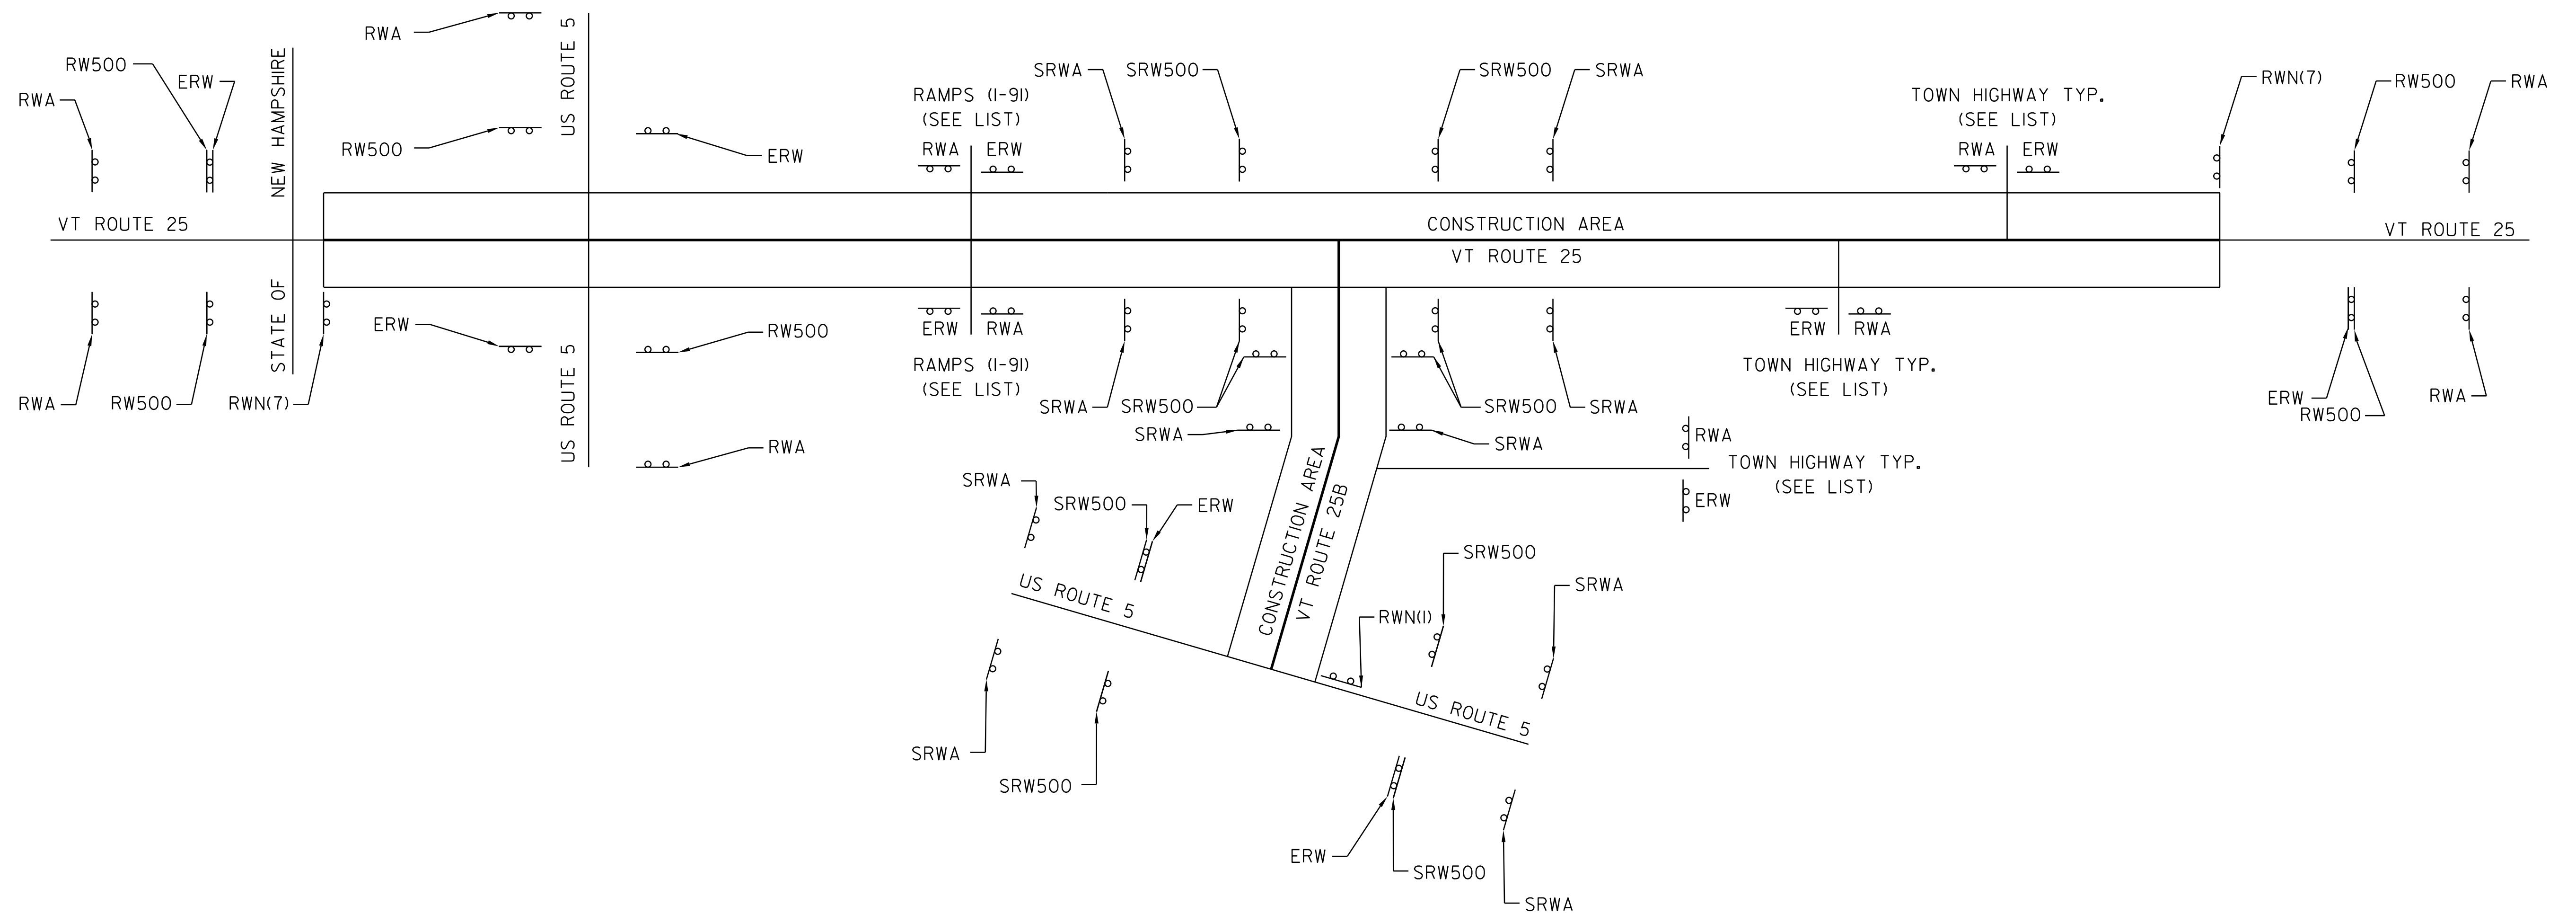 RWA
RW500
ERW
NEW HAMPSHIRE
STATE OF
VT ROUTE 25
RWA
RW500
RWN(7)
RWA
RW500
US ROUTE 5
ERW
ERW
US ROUTE 5
RW500
RWA
RAMPS (I-91)
(SEE LIST)
RWA
ERW
ERW
RWA
RAMPS (I-91)
(SEE LIST)
SRWA
SRW500
SRW500
SRWA
CONSTRUCTION AREA
VT ROUTE 25
TOWN HIGHWAY TYP.
(SEE LIST)
RWA
ERW
RWN(7)
RW500
RWA
VT ROUTE 25
SRWA
SRW500
SRWA
SRW500
SRWA
SRWA
ERW
RWA
TOWN HIGHWAY TYP.
(SEE LIST)
ERW
RW500
RWA
RWA
TOWN HIGHWAY TYP.
(SEE LIST)
ERW
SRWA
SRW500
ERW
US ROUTE 5
CONSTRUCTION AREA
VT ROUTE 25B
SRW500
SRWA
RWN(1)
US ROUTE 5
SRWA
SRW500
ERW
SRW500
SRWA